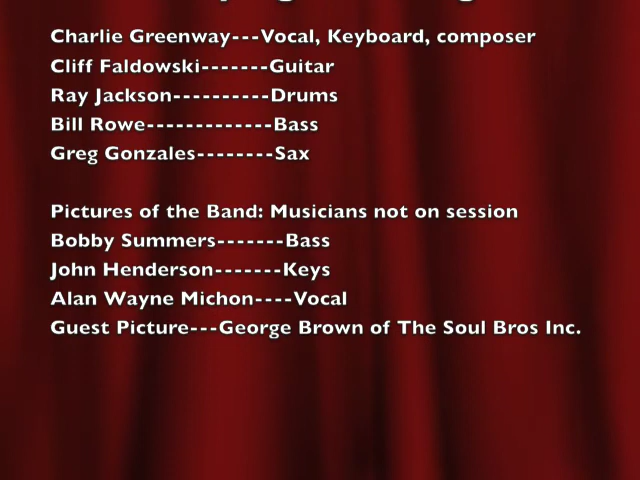 Charlie Greenway---Vocal, Keyboard, composer
Cliff Faldowski-------Guitar
Ray Jackson----------Drums
Bill Rowe-------------Bass
Greg Gonzales--------Sax
Pictures of the Band: Musicians not on session
Bobby Summers-------Bass
John Henderson-------Keys
Alan Wayne Michon----Vocal
Guest Picture---George Brown of The Soul Bros Inc.